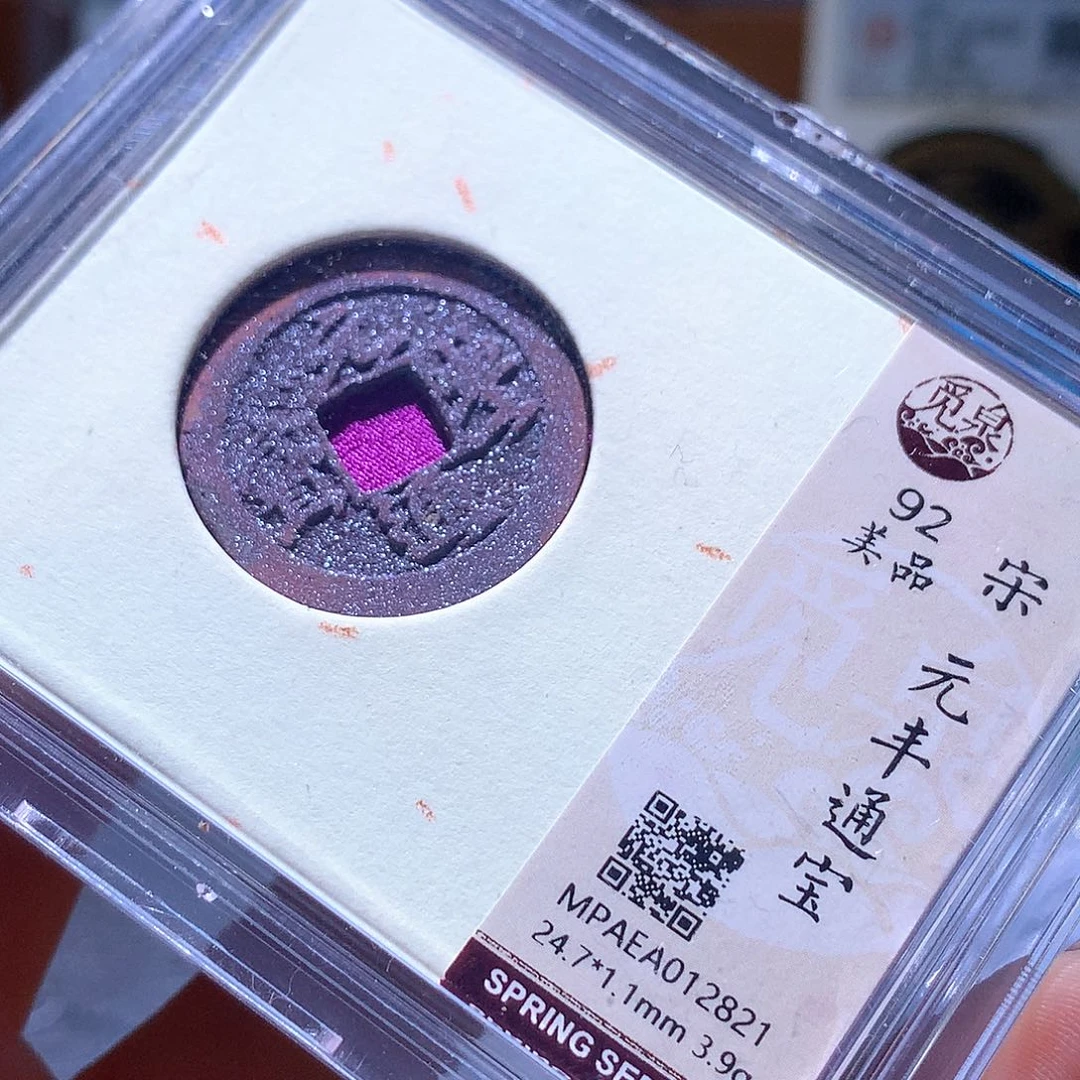 觅泉
92
美品
宋 元丰通宝
MPAEA012821
24.7*1.1mm 3.9g
SPRING SE